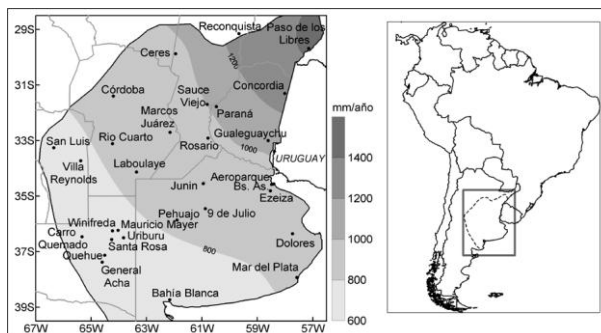 29S
31S
33S
35S
37S
39S
67W
65W
63W
61W
59W
57W
Reconquista
Paso de los
Libres
Ceres
1200
Córdoba
Sauce
Viejo
Concordia
Marcos
Juárez
Paraná
San Luis
Rio Cuarto
Rosario
Gualeguaychu
1000
URUGUAY
Villa
Reynolds
Laboulaye
Aeroparque
Bs. As
Junin
Ezeiza
Pehuajo
9 de Julio
Winifreda
Mauricio Mayer
Carro
Quemado
Uriburu
Santa Rosa
800
Dolores
Quehue
General
Acha
Mar del Plata
Bahía Blanca
mm/año
1400
1200
1000
800
600